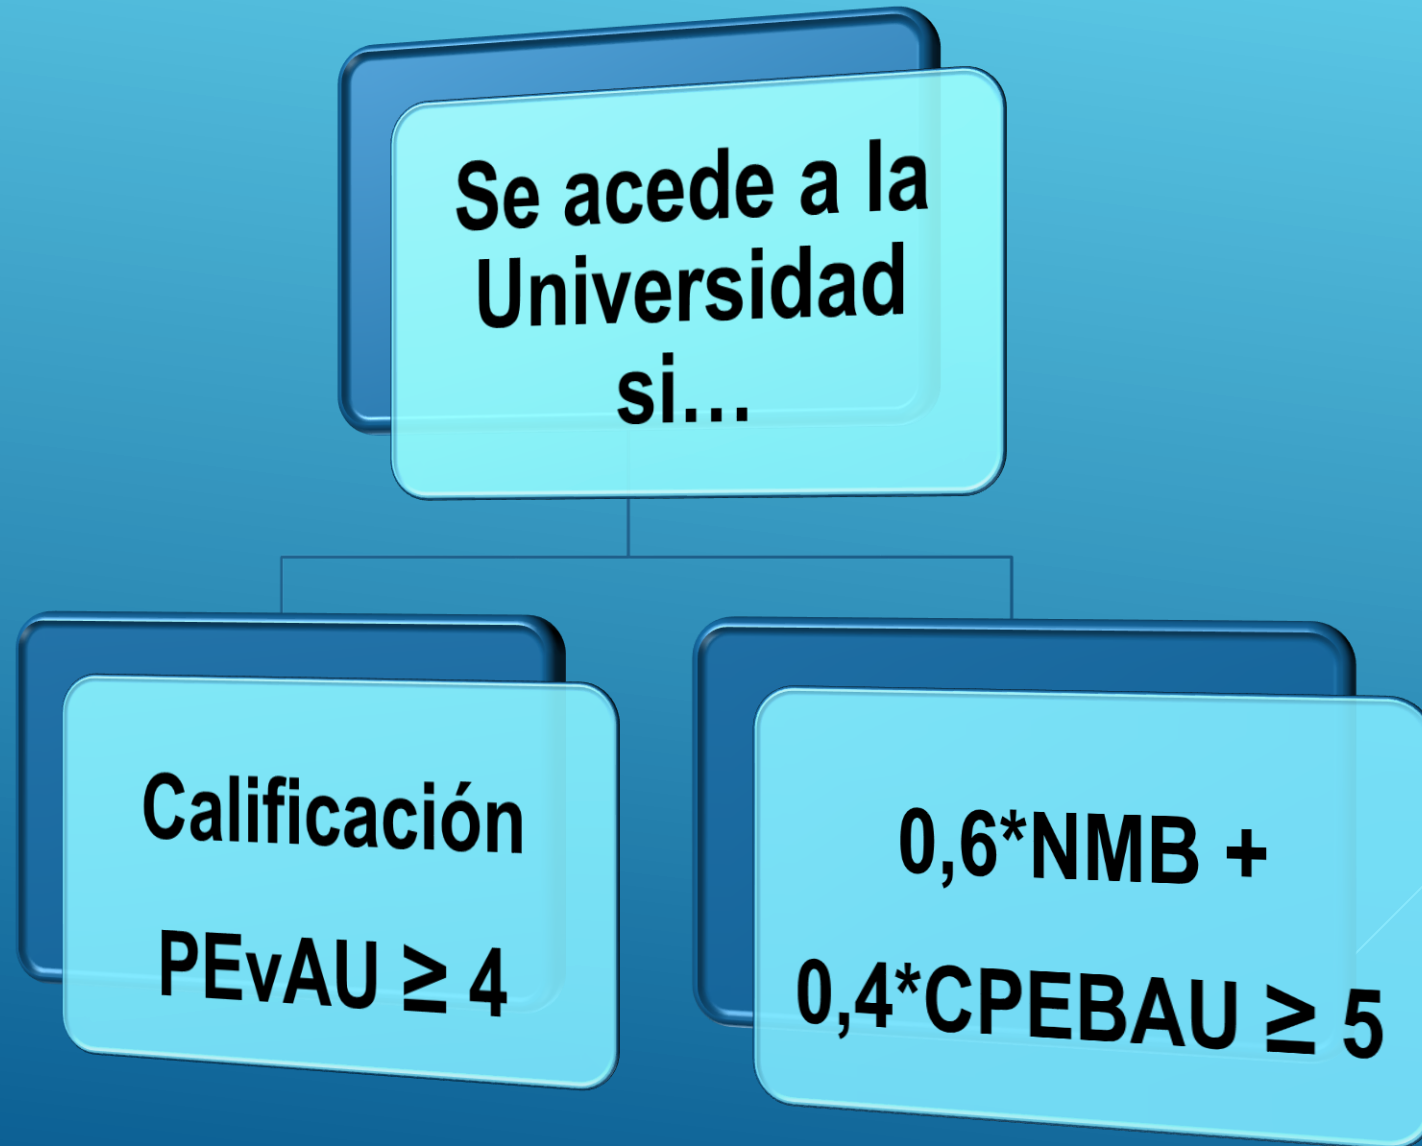 Se acede a la
Universidad
si…
Calificación
PEvAU ≥ 4
0,6*NMB +
0,4*CPEBAU ≥ 5